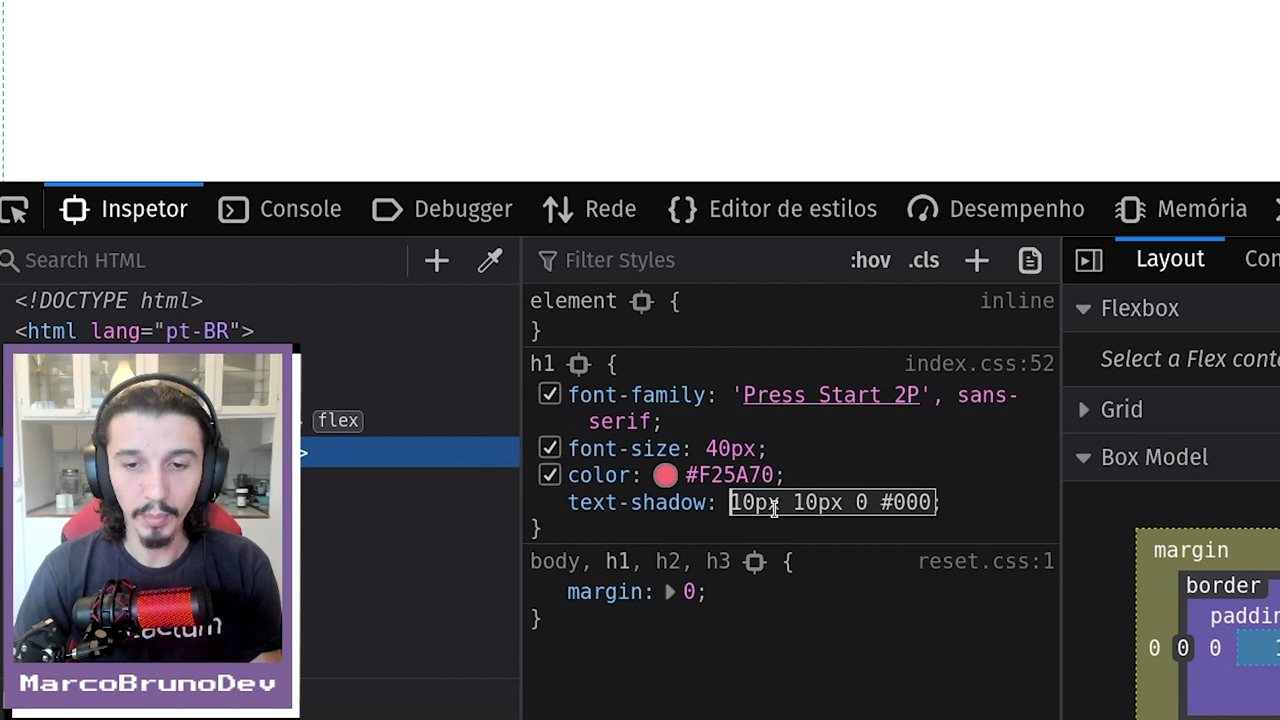 Inspetor Console Debugger Rede Editor de estilos Desempenho Memória
Search HTML
<!DOCTYPE html>
<html lang="pt-BR">
flex
>
Filter Styles :hov .cls
element { inline
}
h1 { index.css:52
font-family: 'Press Start 2P', sans-
serif;
font-size: 40px;
color: #F25A70;
text-shadow: 10px 10px 0 #000;
}
body, h1, h2, h3 { reset.css:1
margin: 0;
}
Layout
Flexbox
Select a Flex
Grid
Box Model
margin
border
0 0 0
MarcoBrunoDev